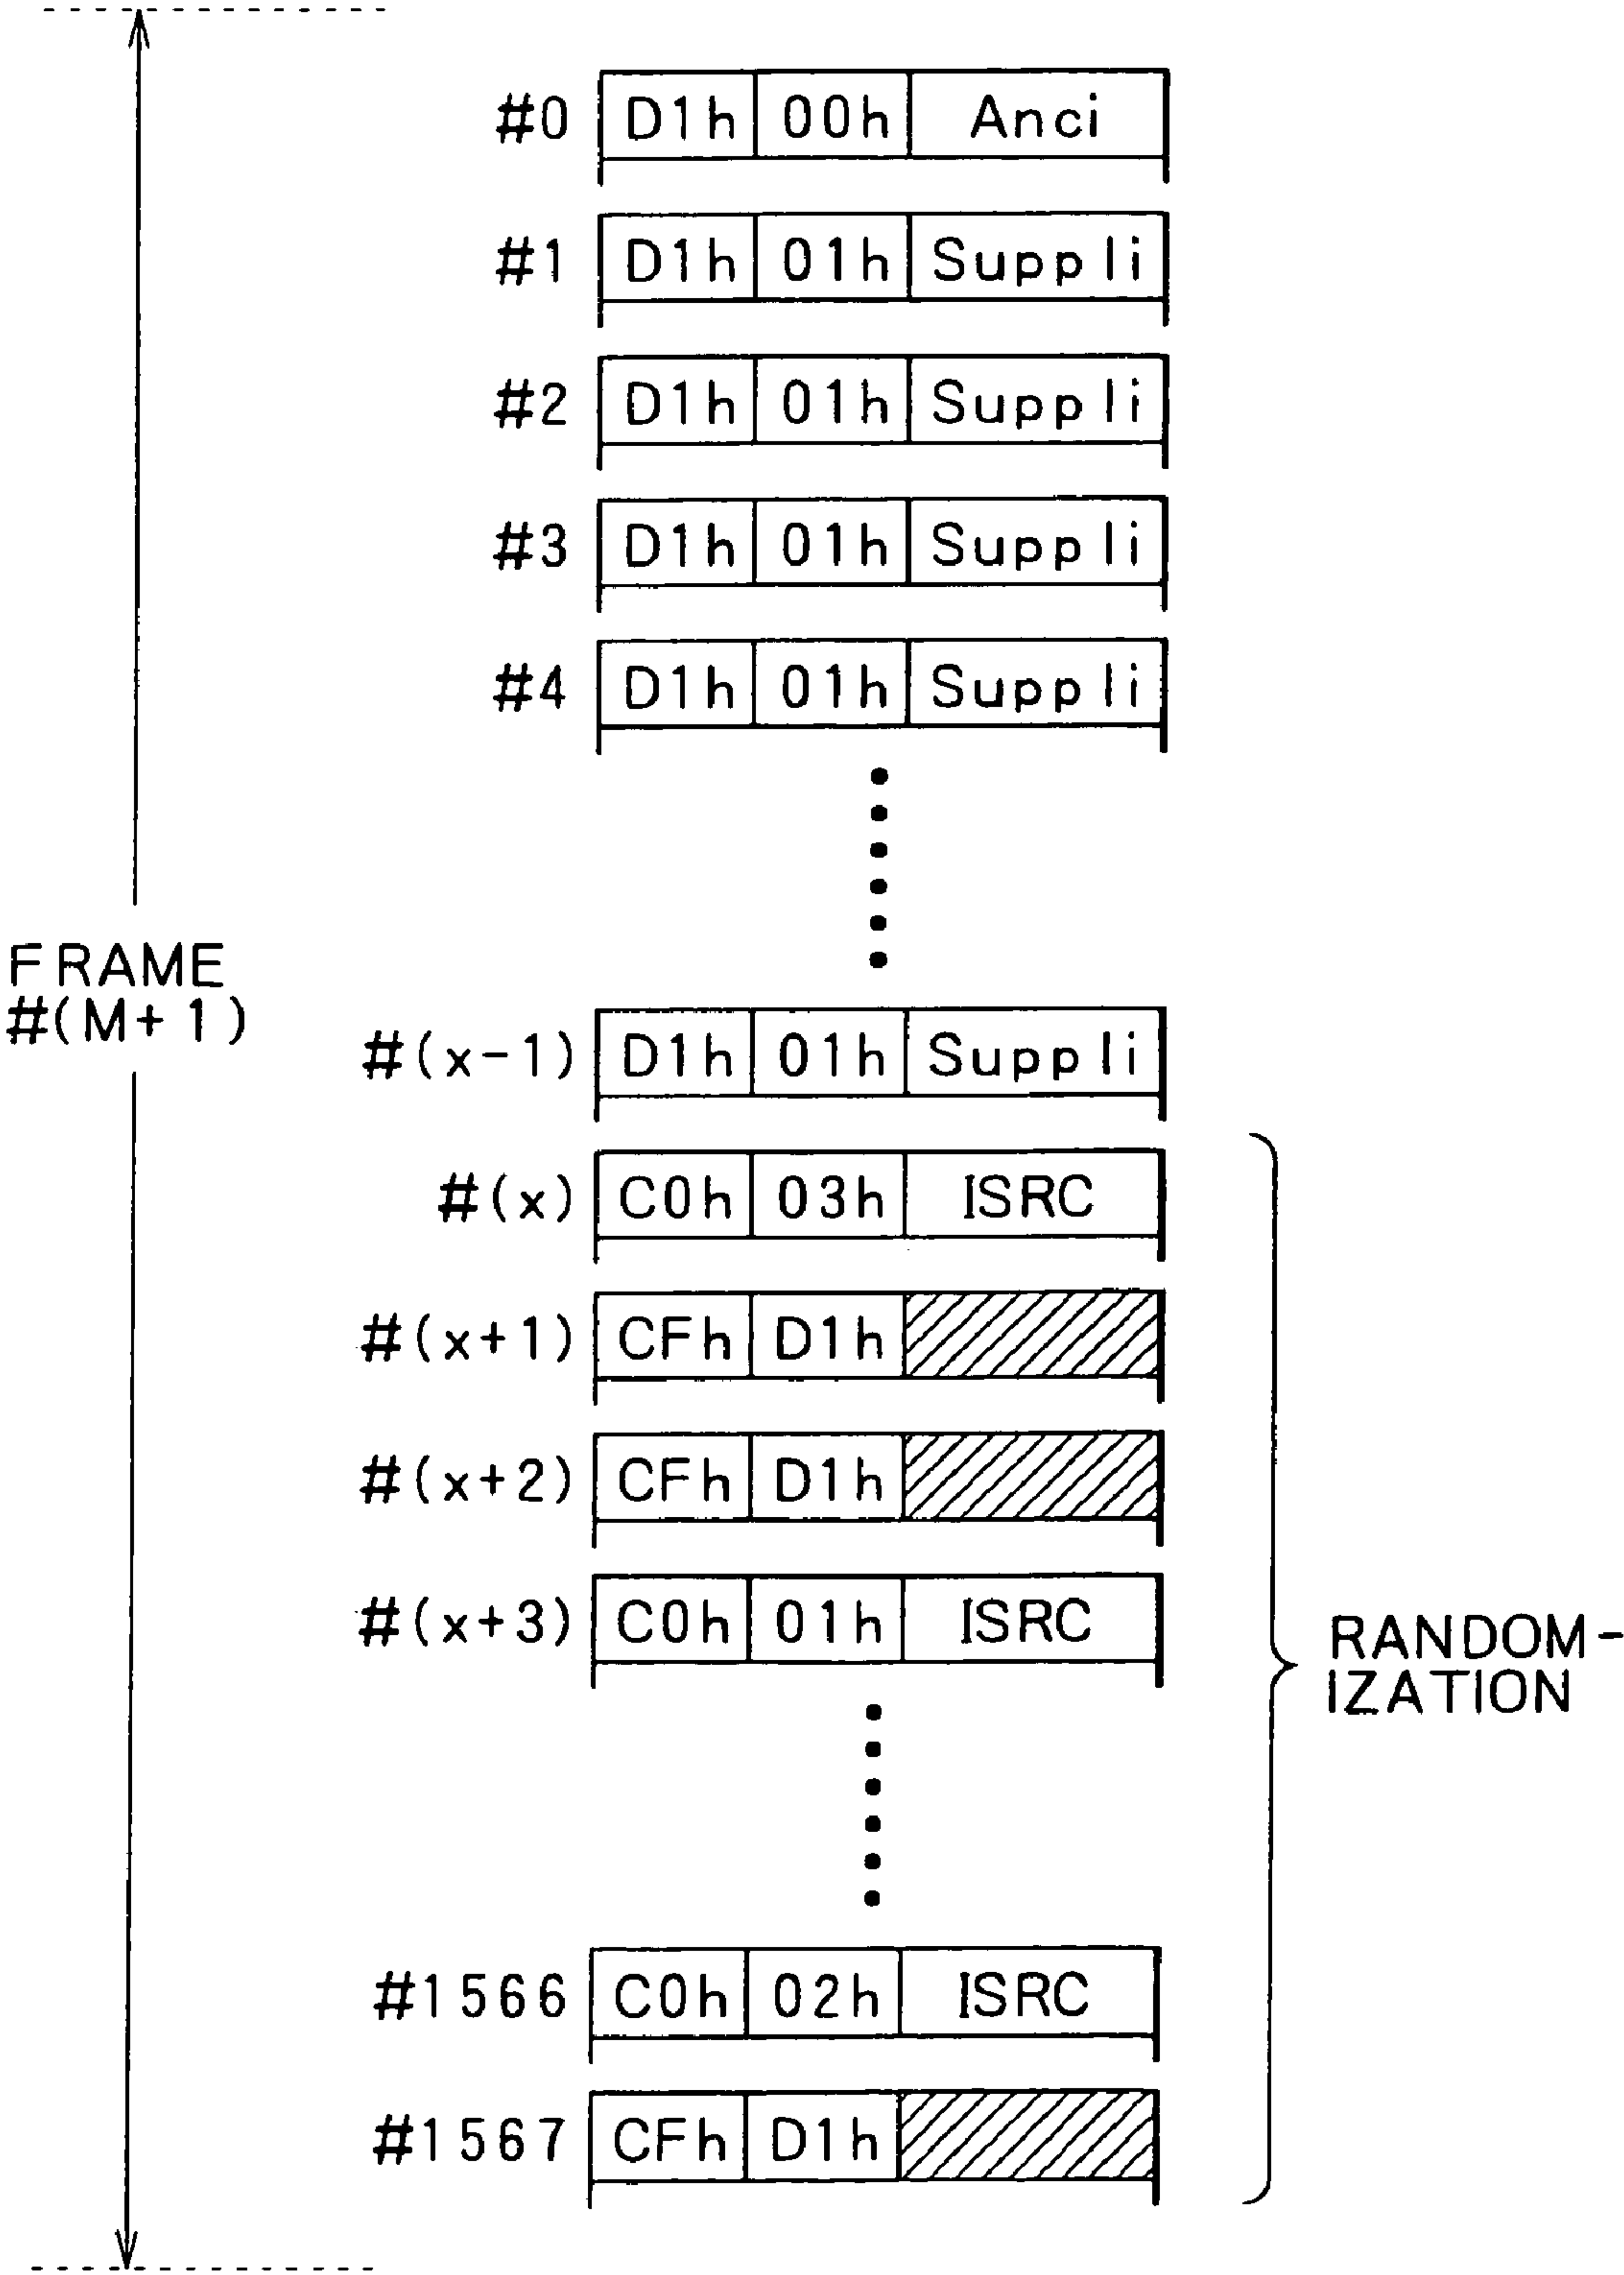 #0 D1h 00h Anci
#1 D1h 01h Suppli
#2 D1h 01h Suppli
#3 D1h 01h Suppli
#4 D1h 01h Suppli
FRAME
#(M+1)
#(x-1) D1h 01h Suppli
#(x) C0h 03h ISRC
#(x+1) CFh D1h
#(x+2) CFh D1h
#(x+3) C0h 01h ISRC
RANDOM-
IZATION
#1566 C0h 02h ISRC
#1567 CFh D1h